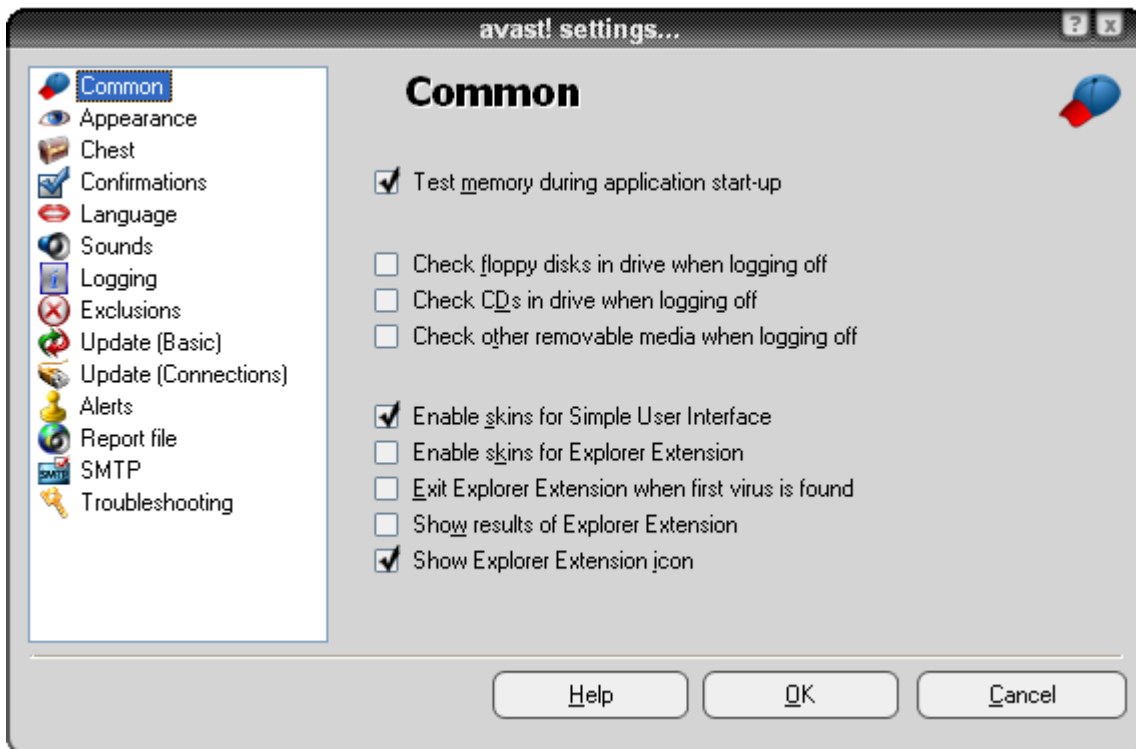 avast! settings...
? x
Common
Appearance
Chest
Confirmations
Language
Sounds
Logging
Exclusions
Update (Basic)
Update (Connections)
Alerts
Report file
SMTP
Troubleshooting
Common
Test memory during application start-up
Check floppy disks in drive when logging off
Check CDs in drive when logging off
Check other removable media when logging off
Enable skins for Simple User Interface
Enable skins for Explorer Extension
Exit Explorer Extension when first virus is found
Show results of Explorer Extension
Show Explorer Extension icon
Help
OK
Cancel